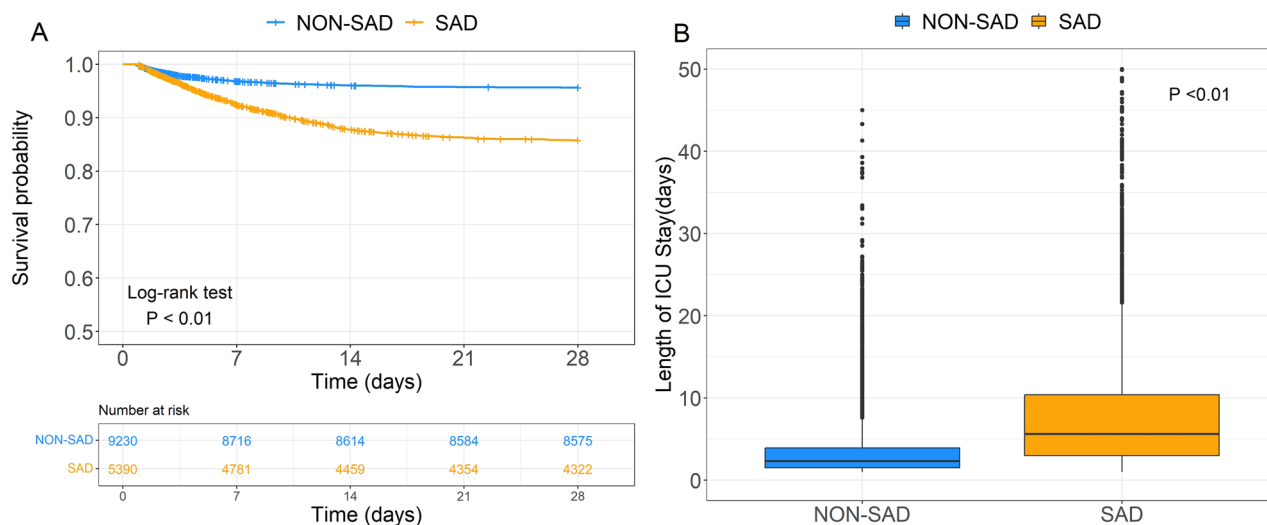 A
NON-SAD SAD
Survival probability
1.0
0.9
0.8
0.7
0.6
0.5
Log-rank test
P < 0.01
0 7 14 21 28
Time (days)
Number at risk
NON-SAD 9230 8716 8614 8584 8575
SAD 5390 4781 4459 4354 4322
0 7 14 21 28
Time (days)
B
NON-SAD SAD
Length of ICU Stay(days)
50
40
30
20
10
0
P <0.01
NON-SAD SAD